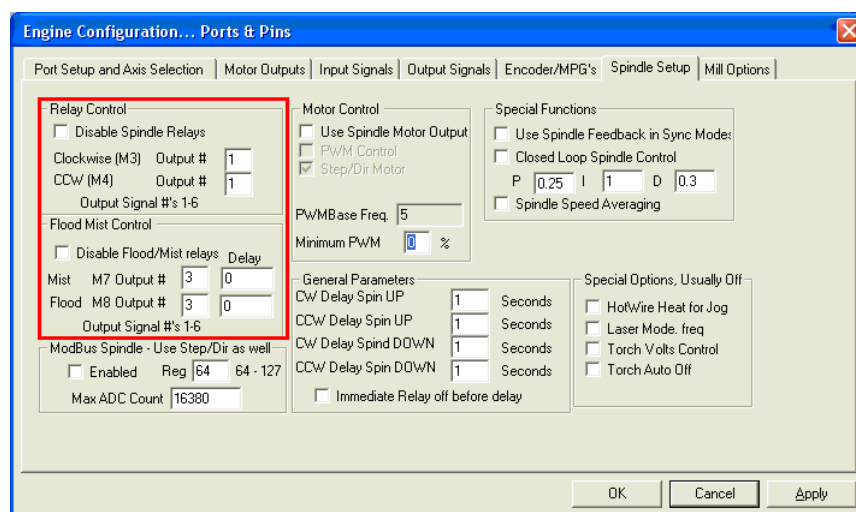 Engine Configuration... Ports & Pins
Port Setup and Axis Selection Motor Outputs Input Signals Output Signals Encoder/MPG's Spindle Setup Mill Options
Relay Control
Disable Spindle Relays
Clockwise (M3) Output # 1
CCW (M4) Output # 1
Output Signal #'s 1-6
Flood Mist Control
Disable Flood/Mist relays Delay
Mist M7 Output # 3 0
Flood M8 Output # 3 0
Output Signal #'s 1-6
ModBus Spindle - Use Step/Dir as well
Enabled Reg 64 64 - 127
Max ADC Count 16380
Motor Control
Use Spindle Motor Output
PWM Control
Step/Dir Motor
PWMBase Freq. 5
Minimum PWM 0 %
General Parameters
CW Delay Spin UP 1 Seconds
CCW Delay Spin UP 1 Seconds
CW Delay Spind DOWN 1 Seconds
CCW Delay Spin DOWN 1 Seconds
Immediate Relay off before delay
Special Functions
Use Spindle Feedback in Sync Modes
Closed Loop Spindle Control
P 0.25 I 1 D 0.3
Spindle Speed Averaging
Special Options, Usually Off
HotWire Heat for Jog
Laser Mode. freq
Torch Volts Control
Torch Auto Off
OK Cancel Apply